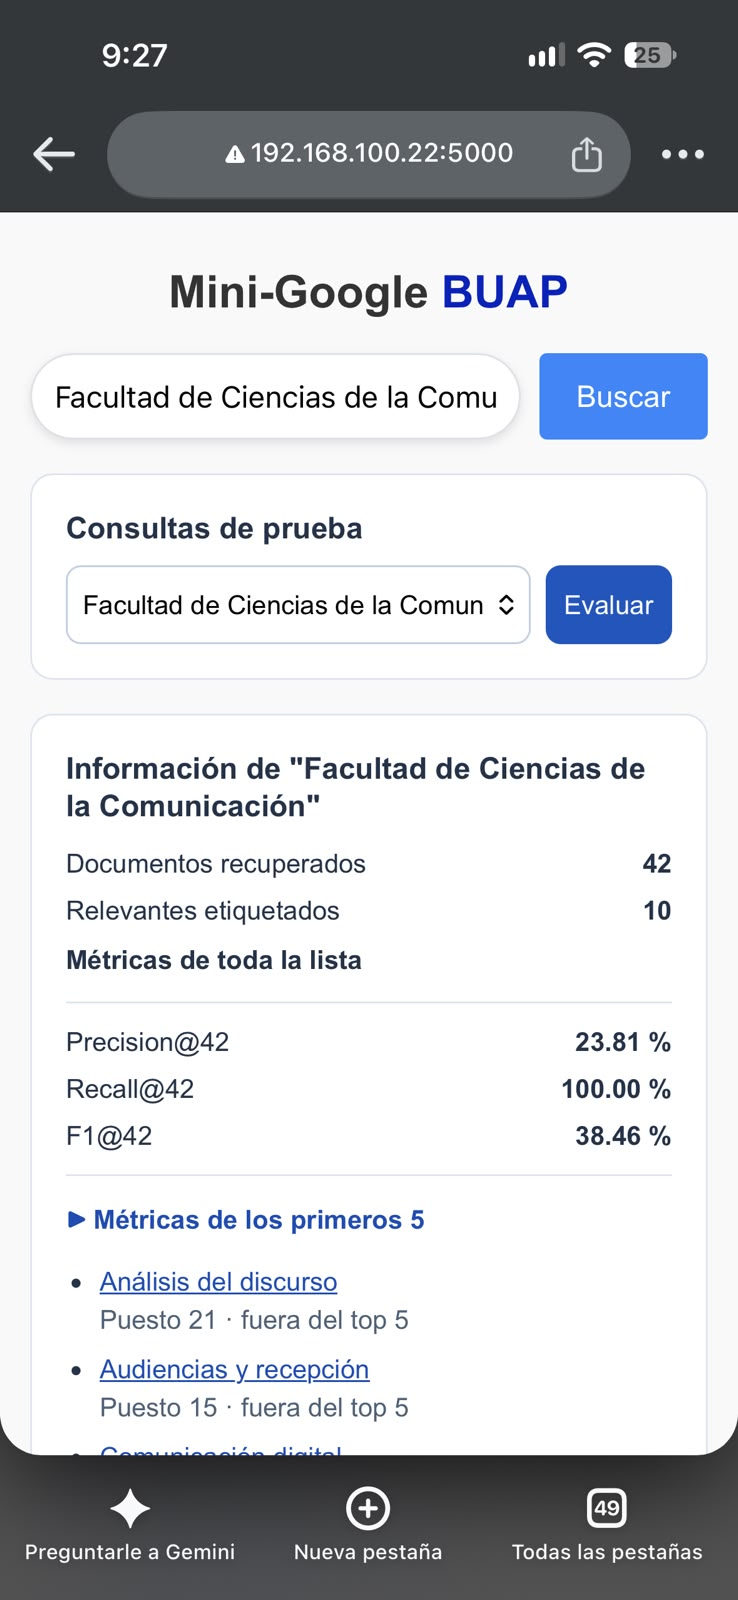 9:27
25
192.168.100.22:5000
Mini-Google BUAP
Facultad de Ciencias de la Comu
Buscar
Consultas de prueba
Facultad de Ciencias de la Comun
Evaluar
Información de "Facultad de Ciencias de
la Comunicación"
Documentos recuperados 42
Relevantes etiquetados 10
Métricas de toda la lista
Precision@42 23.81 %
Recall@42 100.00 %
F1@42 38.46 %
Métricas de los primeros 5
Análisis del discurso
Puesto 21 · fuera del top 5
Audiencias y recepción
Puesto 15 · fuera del top 5
Comunicación digital
49
Preguntarle a Gemini Nueva pestaña Todas las pestañas